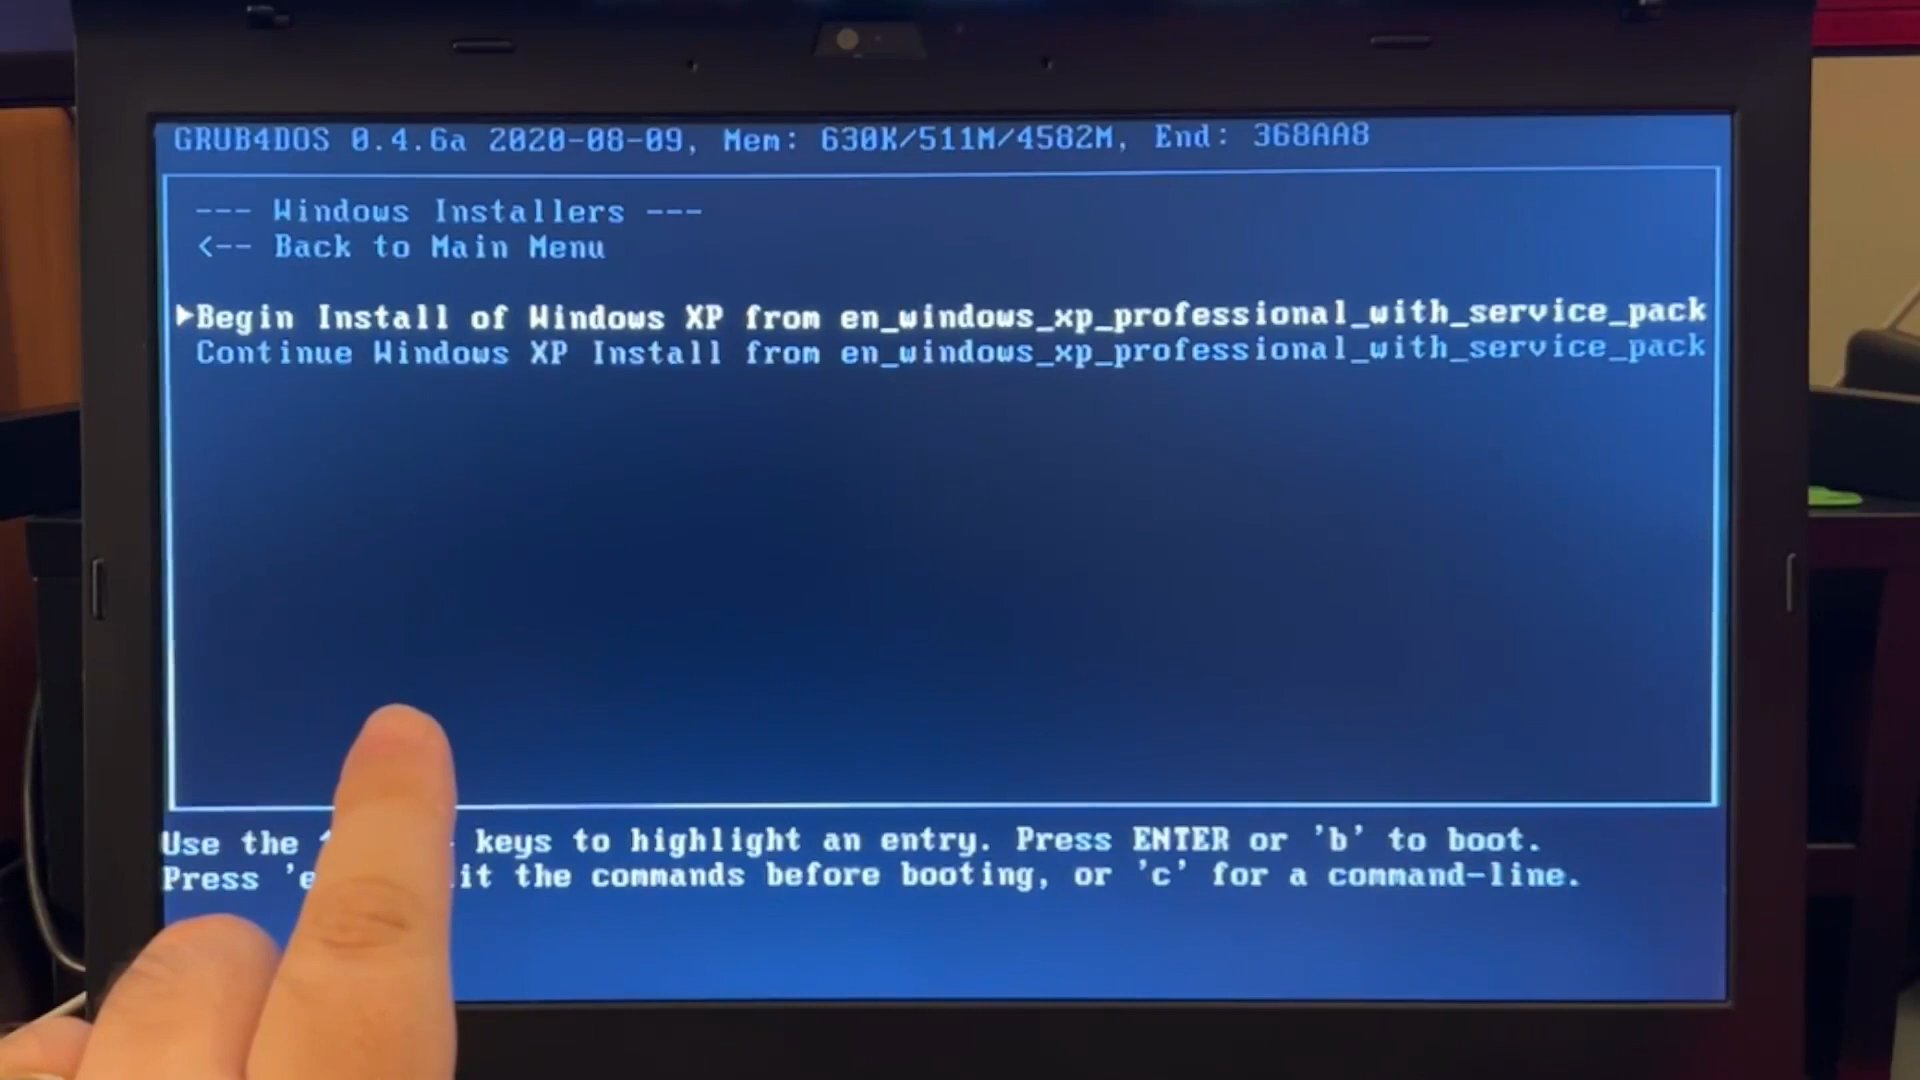 GRUB4DOS 0.4.6a 2020-08-09, Mem: 630K/511M/4582M, End: 368AA8
--- Windows Installers ---
<-- Back to Main Menu
Begin Install of Windows XP from en_windows_xp_professional_with_service_pack
Continue Windows XP Install from en_windows_xp_professional_with_service_pack
Use the keys to highlight an entry. Press ENTER or 'b' to boot.
Press 'e it the commands before booting, or 'c' for a command-line.